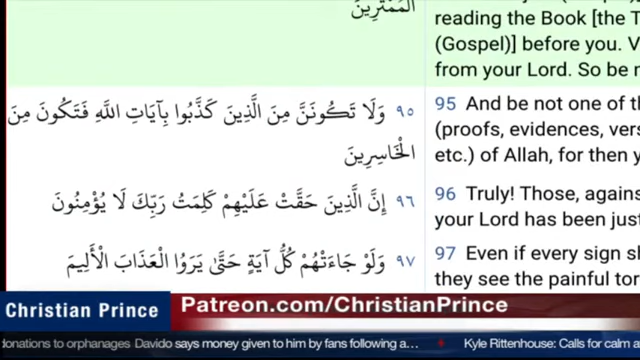 الْمُمْتَرِينَ
reading the Book [the T
(Gospel)] before you. V
from your Lord. So be n
٩٥ وَلَا تَكُونَنَّ مِنَ الَّذِينَ كَذَّبُوا بِآيَاتِ اللَّهِ فَتَكُونَ مِنَ
الْخَاسِرِينَ
95 And be not one of t
(proofs, evidences, vers
etc.) of Allah, for then y
٩٦ إِنَّ الَّذِينَ حَقَّتْ عَلَيْهِمْ كَلِمَتُ رَبِّكَ لَا يُؤْمِنُونَ
96 Truly! Those, agains
your Lord has been just
٩٧ وَلَوْ جَاءَتْهُمْ كُلُّ آيَةٍ حَتَّىٰ يَرَوُا الْعَذَابَ الْأَلِيمَ
97 Even if every sign sh
they see the painful tor
Christian Prince
Patreon.com/ChristianPrince
donations to orphanages Davido says money given to him by fans following a... Kyle Rittenhouse: Calls for calm a